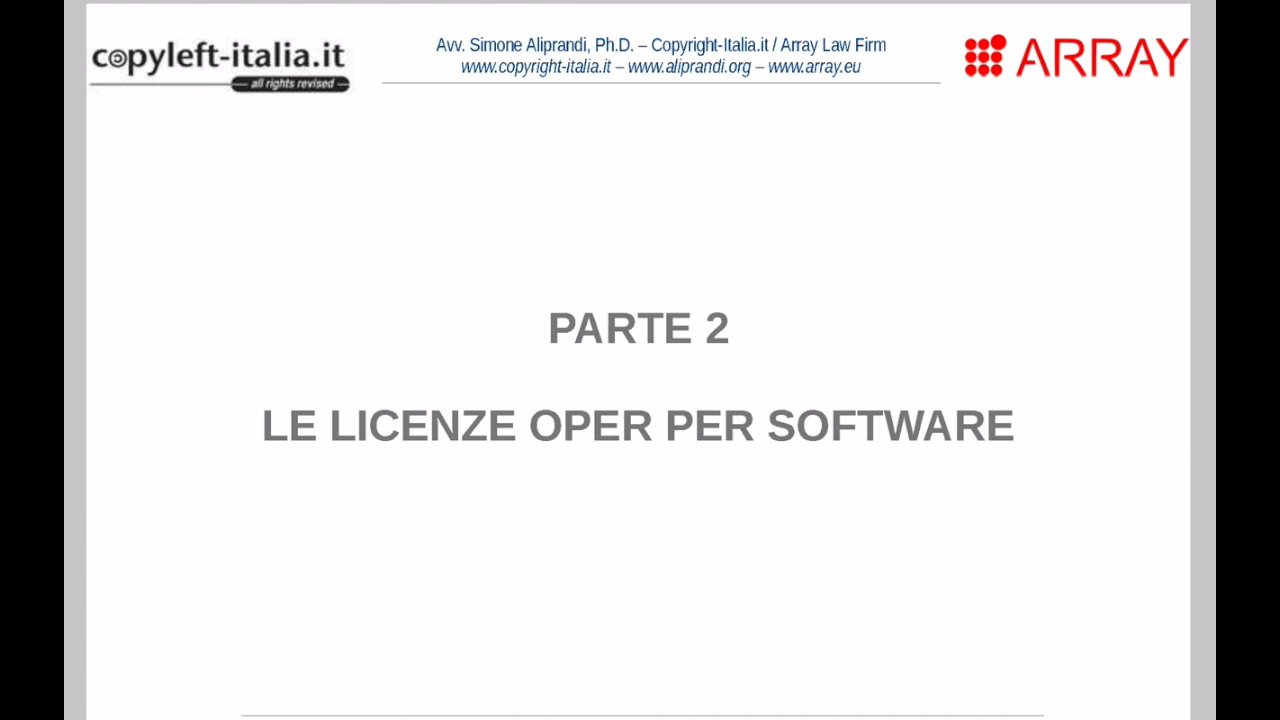 copyleft-italia.it
all rights revised
Avv. Simone Aliprandi, Ph.D. – Copyright-Italia.it / Array Law Firm
www.copyright-italia.it – www.aliprandi.org – www.array.eu
ARRAY
PARTE 2
LE LICENZE OPER PER SOFTWARE